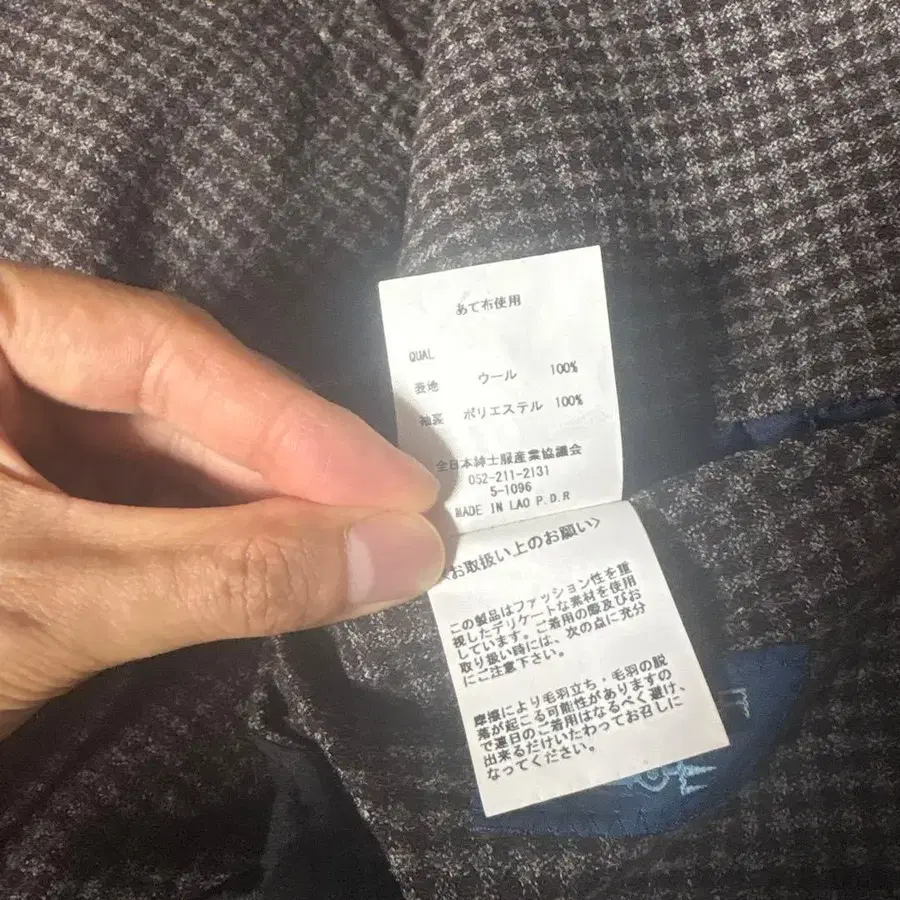 あて布使用
QUAL
表地 ウール 100%
袖裏 ポリエステル 100%
全日本紳士服産業協議会
052-211-2131
5-1096
MADE IN LAO P.D.R
お取扱い上のお願い〉
この製品はファッション性を重
視したデリケートな素材を使用
しています。ご着用の際及びお
取り扱い時には、次の点に充分
にご注意下さい。
摩擦により毛羽立ち・毛羽の脱
落が起こる可能性がありますの
で連日のご着用はなるべく避け、
出来るだけいたわってお召しに
なってください。